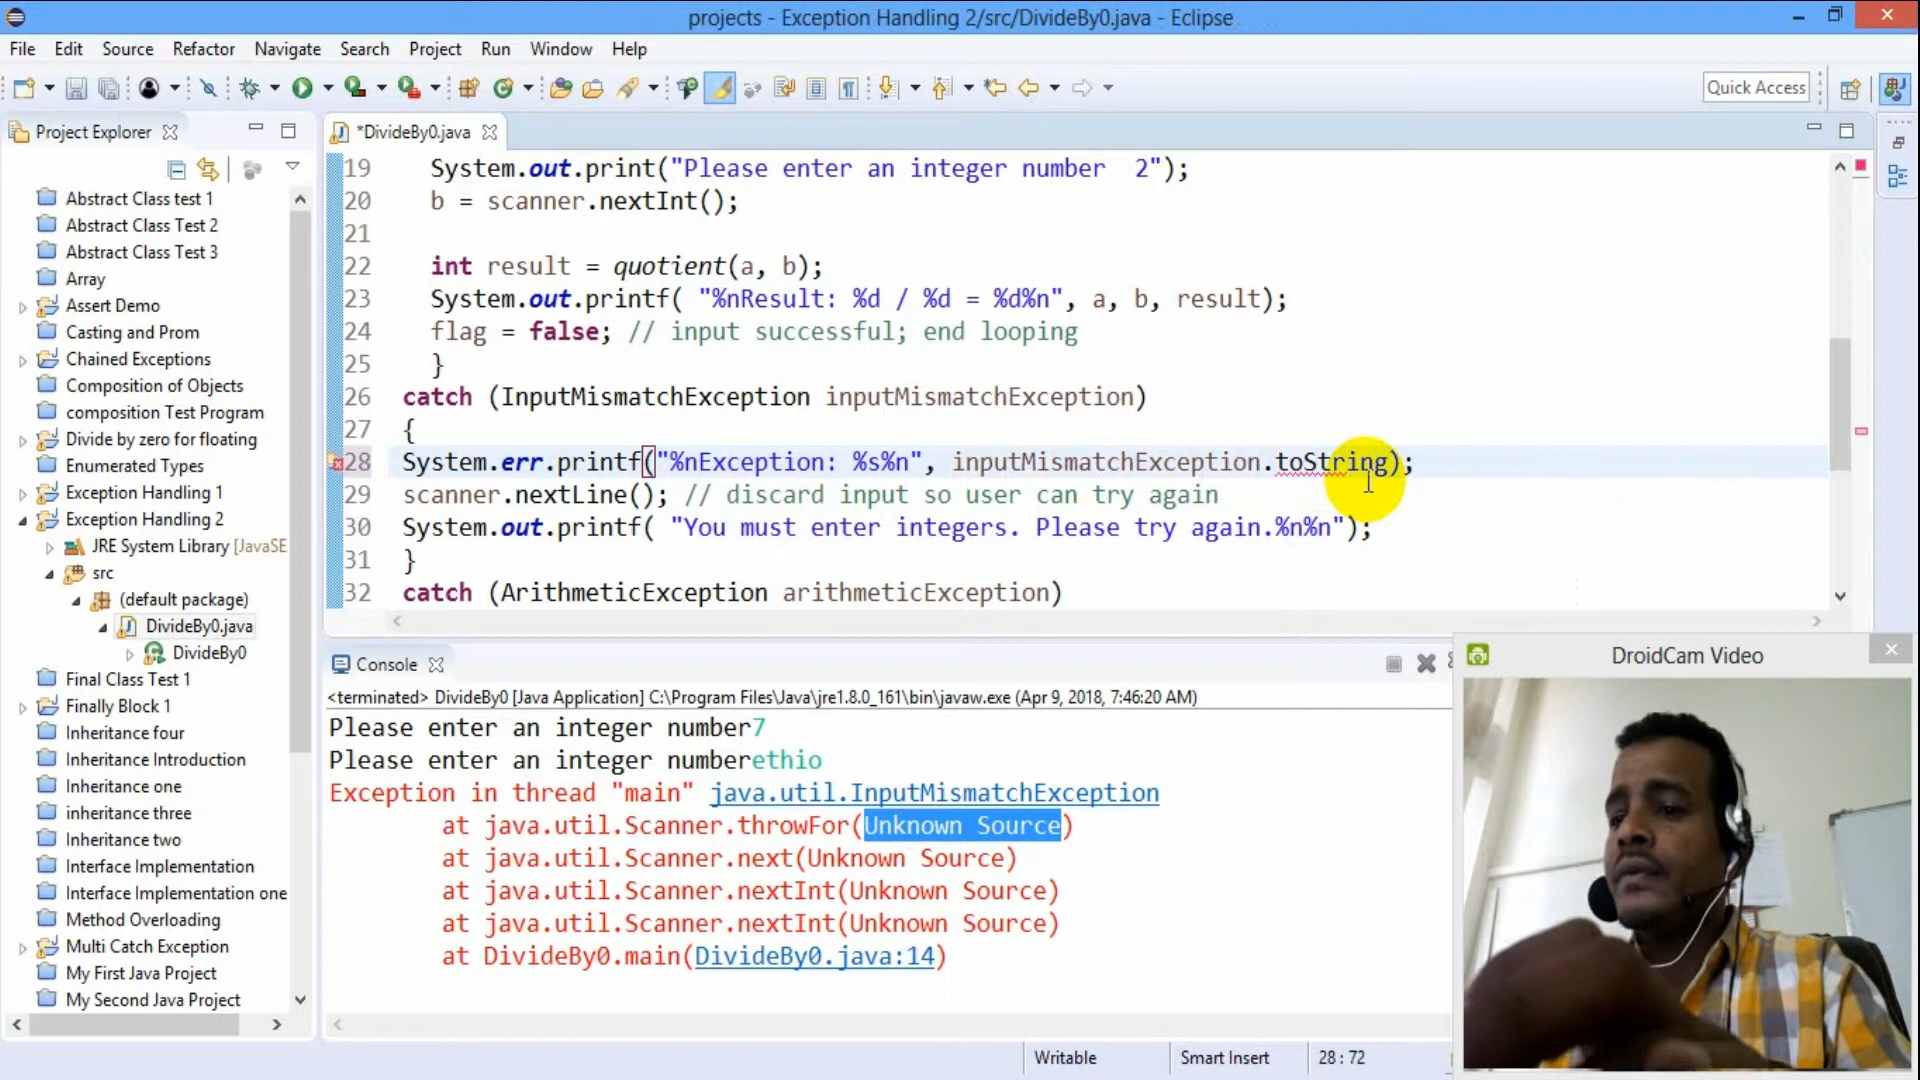 projects - Exception Handling 2/src/DivideBy0.java - Eclipse
File Edit Source Refactor Navigate Search Project Run Window Help
Quick Access
Project Explorer
Abstract Class test 1
Abstract Class Test 2
Abstract Class Test 3
Array
Assert Demo
Casting and Prom
Chained Exceptions
Composition of Objects
composition Test Program
Divide by zero for floating
Enumerated Types
Exception Handling 1
Exception Handling 2
JRE System Library [JavaSE
src
(default package)
DivideBy0.java
DivideBy0
Final Class Test 1
Finally Block 1
Inheritance four
Inheritance Introduction
Inheritance one
inheritance three
Inheritance two
Interface Implementation
Interface Implementation one
Method Overloading
Multi Catch Exception
My First Java Project
My Second Java Project
*DivideBy0.java
19 System.out.print("Please enter an integer number  2");
20 b = scanner.nextInt();
21
22 int result = quotient(a, b);
23 System.out.printf( "%nResult: %d / %d = %d%n", a, b, result);
24 flag = false; // input successful; end looping
25 }
26 catch (InputMismatchException inputMismatchException)
27 {
28 System.err.printf("%nException: %s%n", inputMismatchException.toString);
29 scanner.nextLine(); // discard input so user can try again
30 System.out.printf( "You must enter integers. Please try again.%n%n");
31 }
32 catch (ArithmeticException arithmeticException)
Console
<terminated> DivideBy0 [Java Application] C:\Program Files\Java\jre1.8.0_161\bin\javaw.exe (Apr 9, 2018, 7:46:20 AM)
Please enter an integer number7
Please enter an integer numberethio
Exception in thread "main" java.util.InputMismatchException
at java.util.Scanner.throwFor(Unknown Source)
at java.util.Scanner.next(Unknown Source)
at java.util.Scanner.nextInt(Unknown Source)
at java.util.Scanner.nextInt(Unknown Source)
at DivideBy0.main(DivideBy0.java:14)
DroidCam Video
Writable Smart Insert 28 : 72